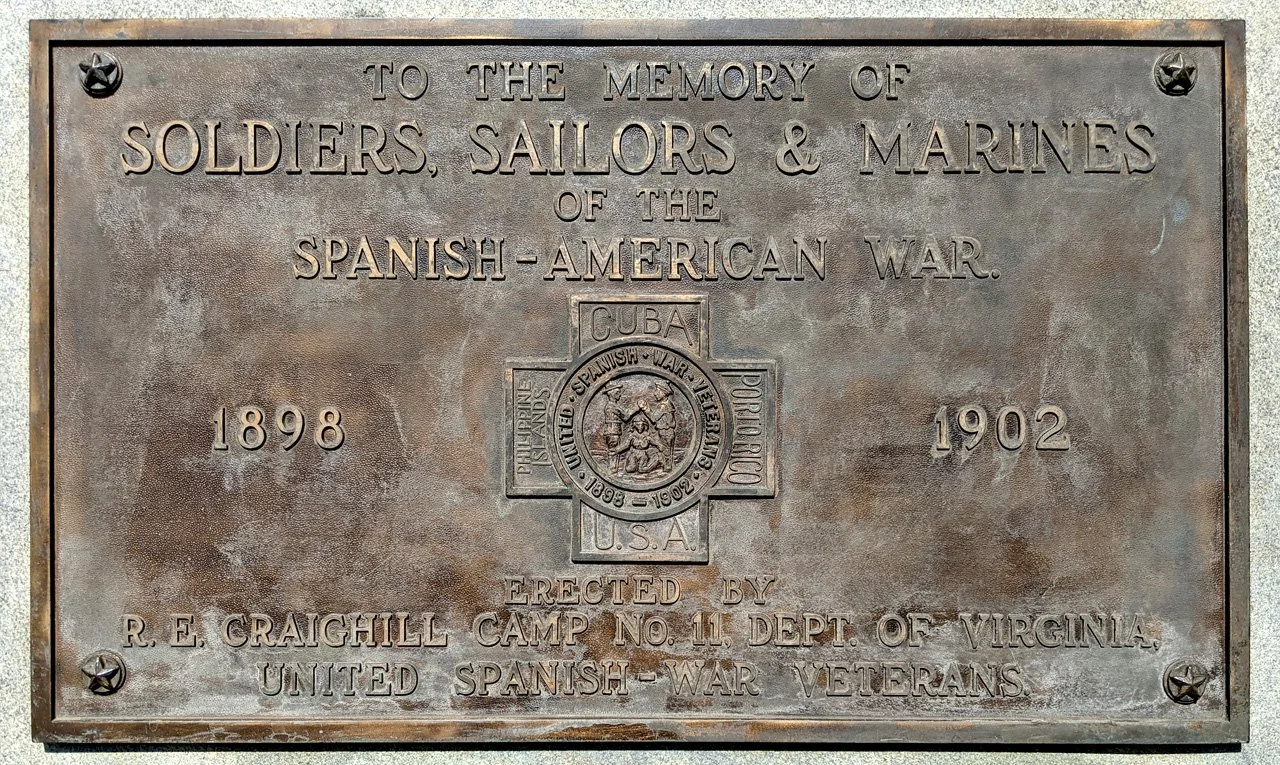 TO THE MEMORY OF
SOLDIERS, SAILORS & MARINES
OF THE
SPANISH-AMERICAN WAR.
CUBA
UNITED · SPANISH · WAR · VETERANS ·
PHILIPPINE
ISLANDS
PORTO RICO
1898
1902
1898 – 1902
U.S.A.
ERECTED BY
R. E. CRAIGHILL CAMP NO. 11, DEPT. OF VIRGINIA,
UNITED SPANISH-WAR VETERANS.